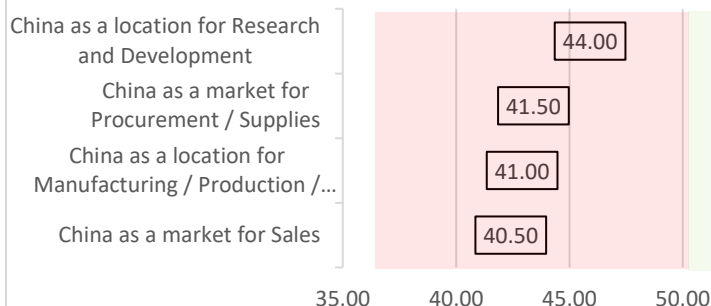 China as a location for Research
and Development
44.00
China as a market for
Procurement / Supplies
41.50
China as a location for
Manufacturing / Production /...
41.00
China as a market for Sales
40.50
35.00 40.00 45.00 50.00